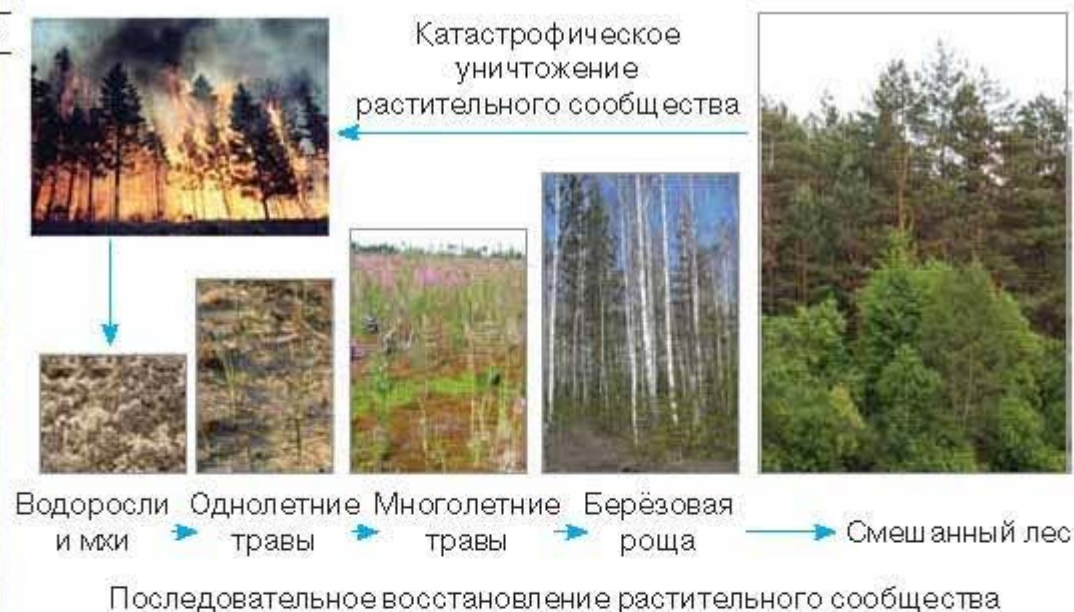 Катастрофическое
уничтожение
растительного сообщества
Водоросли
и мхи
Однолетние
травы
Многолетние
травы
Берёзовая
роща
Смешанный лес
Последовательное восстановление растительного сообщества